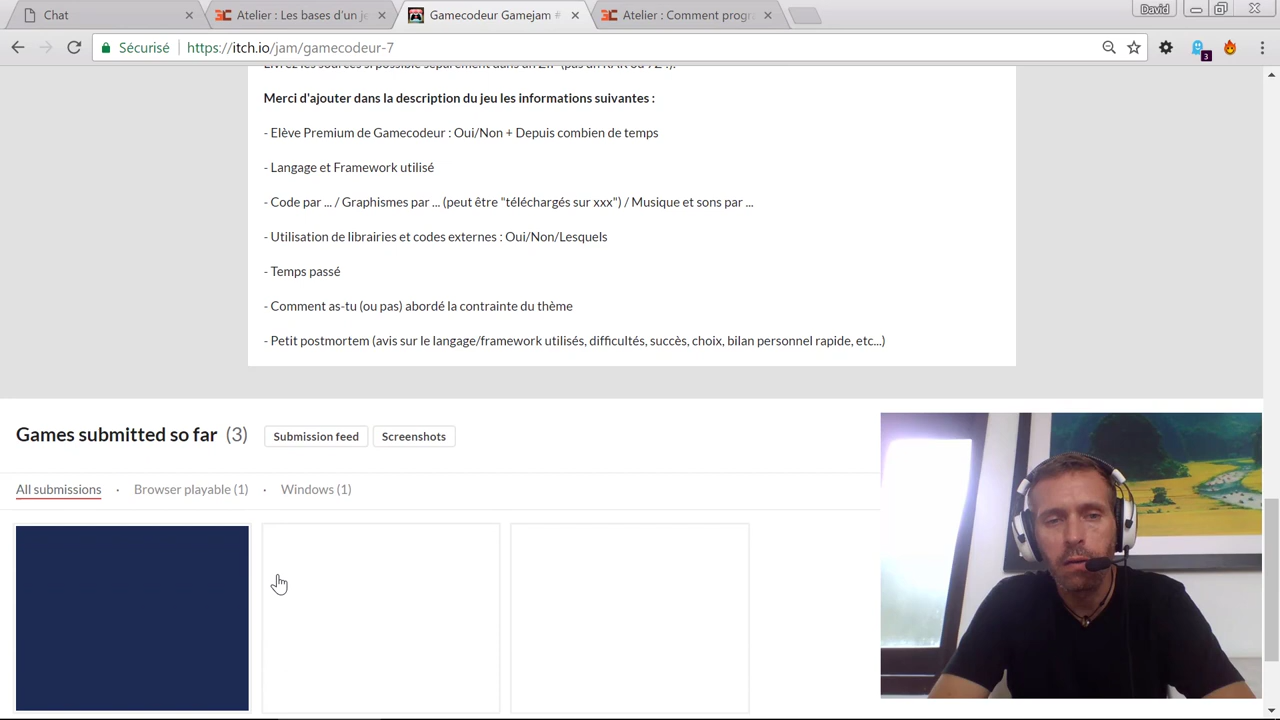 Chat
Atelier : Les bases d'un je
Gamecodeur Gamejam #
Atelier : Comment progr
David
Sécurisé
https://itch.io/jam/gamecodeur-7
3
Merci d'ajouter dans la description du jeu les informations suivantes :
- Elève Premium de Gamecodeur : Oui/Non + Depuis combien de temps
- Langage et Framework utilisé
- Code par ... / Graphismes par ... (peut être "téléchargés sur xxx") / Musique et sons par ...
- Utilisation de librairies et codes externes : Oui/Non/Lesquels
- Temps passé
- Comment as-tu (ou pas) abordé la contrainte du thème
- Petit postmortem (avis sur le langage/framework utilisés, difficultés, succès, choix, bilan personnel rapide, etc...)
Games submitted so far (3)
Submission feed
Screenshots
All submissions · Browser playable (1) · Windows (1)